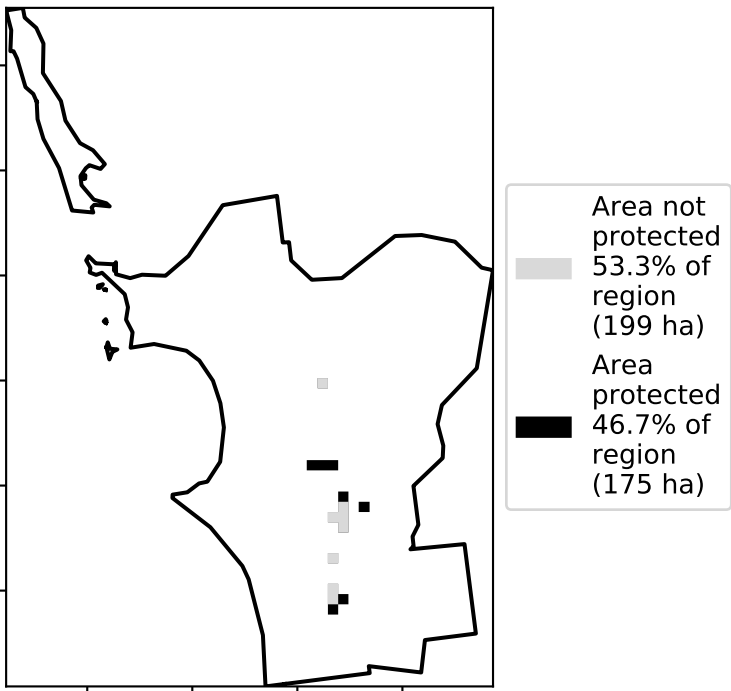 Area not
protected
53.3% of
region
(199 ha)
Area
protected
46.7% of
region
(175 ha)